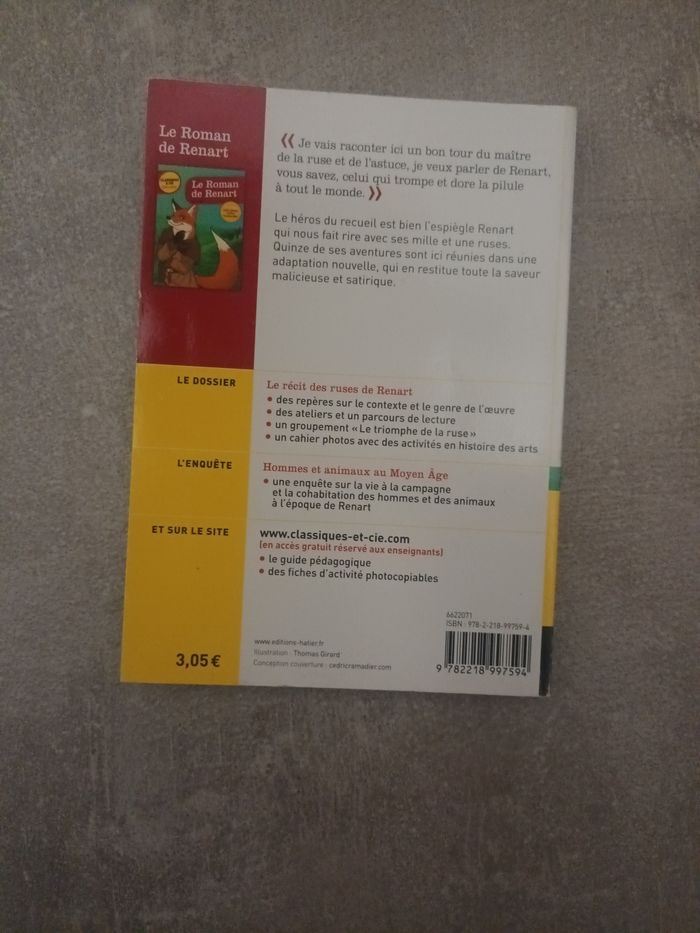 Le Roman
de Renart
Le Roman
de Renart
« Je vais raconter ici un bon tour du maître
de la ruse et de l'astuce, je veux parler de Renart,
vous savez, celui qui trompe et dore la pilule
à tout le monde. »
Le héros du recueil est bien l'espiègle Renart
qui nous fait rire avec ses mille et une ruses.
Quinze de ses aventures sont ici réunies dans une
adaptation nouvelle, qui en restitue toute la saveur
malicieuse et satirique.
LE DOSSIER
Le récit des ruses de Renart
• des repères sur le contexte et le genre de l'œuvre
• des ateliers et un parcours de lecture
• un groupement « Le triomphe de la ruse »
• un cahier photos avec des activités en histoire des arts
L'ENQUÊTE
Hommes et animaux au Moyen Âge
• une enquête sur la vie à la campagne
et la cohabitation des hommes et des animaux
à l'époque de Renart
ET SUR LE SITE
www.classiques-et-cie.com
(en accès gratuit réservé aux enseignants)
• le guide pédagogique
• des fiches d'activité photocopiables
3,05 €
www.editions-hatier.fr
Illustration : Thomas Girard
Conception couverture : cedricramadier.com
6622071
ISBN : 978-2-218-99759-4
9 782218 997594